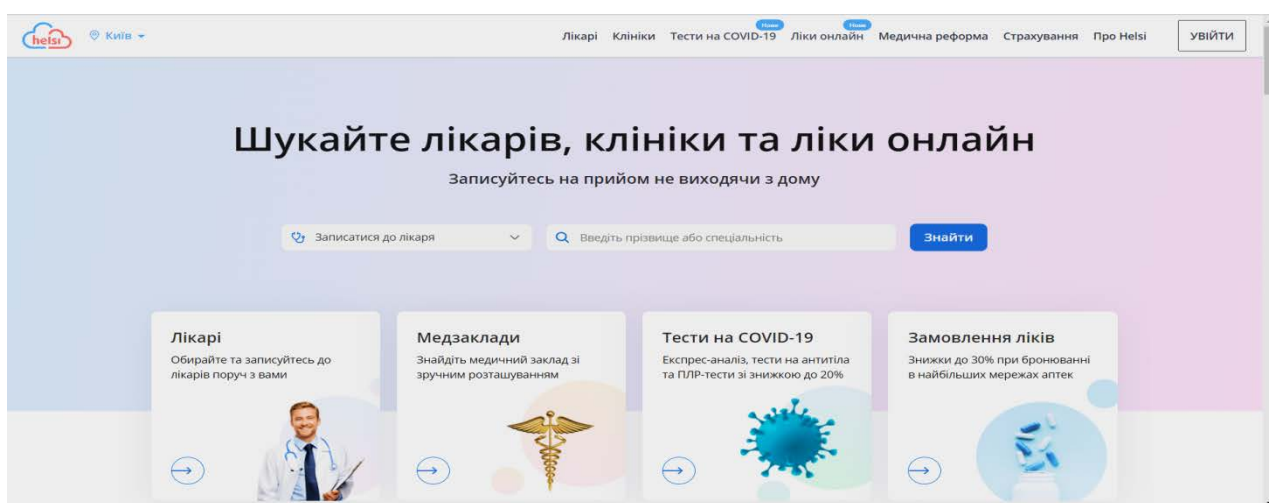 helsi
Київ
Нове Нове
Лікарі Клініки Тести на COVID-19 Ліки онлайн Медична реформа Страхування Про Helsi УВІЙТИ
Шукайте лікарів, клініки та ліки онлайн
Записуйтесь на прийом не виходячи з дому
Записатися до лікаря
Введіть прізвище або спеціальність
Знайти
Лікарі
Обирайте та записуйтесь до
лікарів поруч з вами
Медзаклади
Знайдіть медичний заклад зі
зручним розташуванням
Тести на COVID-19
Експрес-аналіз, тести на антитіла
та ПЛР-тести зі знижкою до 20%
Замовлення ліків
Знижки до 30% при бронюванні
в найбільших мережах аптек